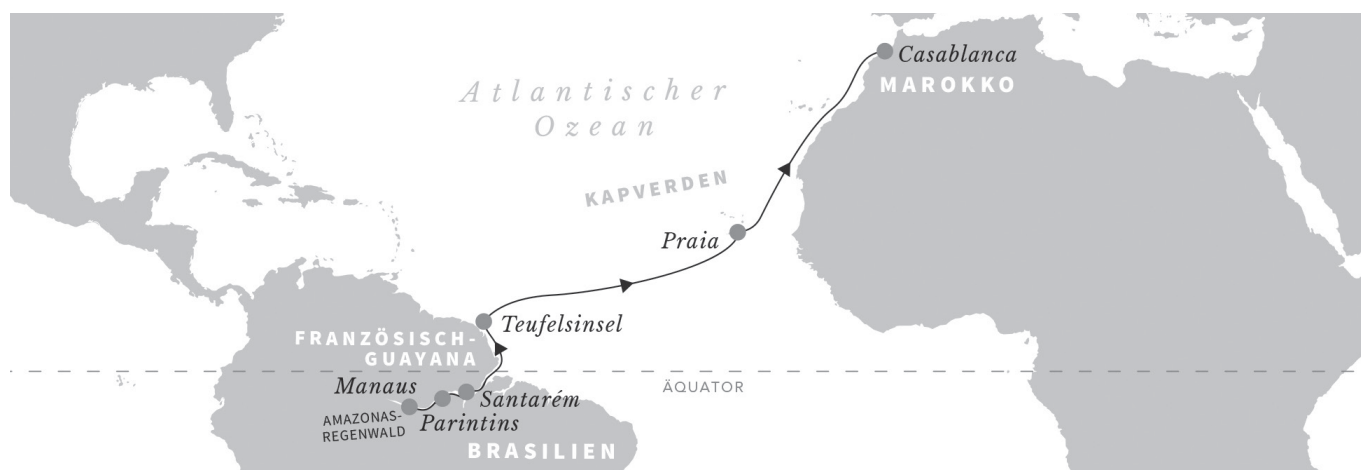 Casablanca
MAROKKO
Atlantischer
Ozean
KAPVERDEN
Praia
Teufelsinsel
FRANZÖSISCH-
GUAYANA
Manaus
ÄQUATOR
Santarém
AMAZONAS-
REGENWALD
Parintins
BRASILIEN